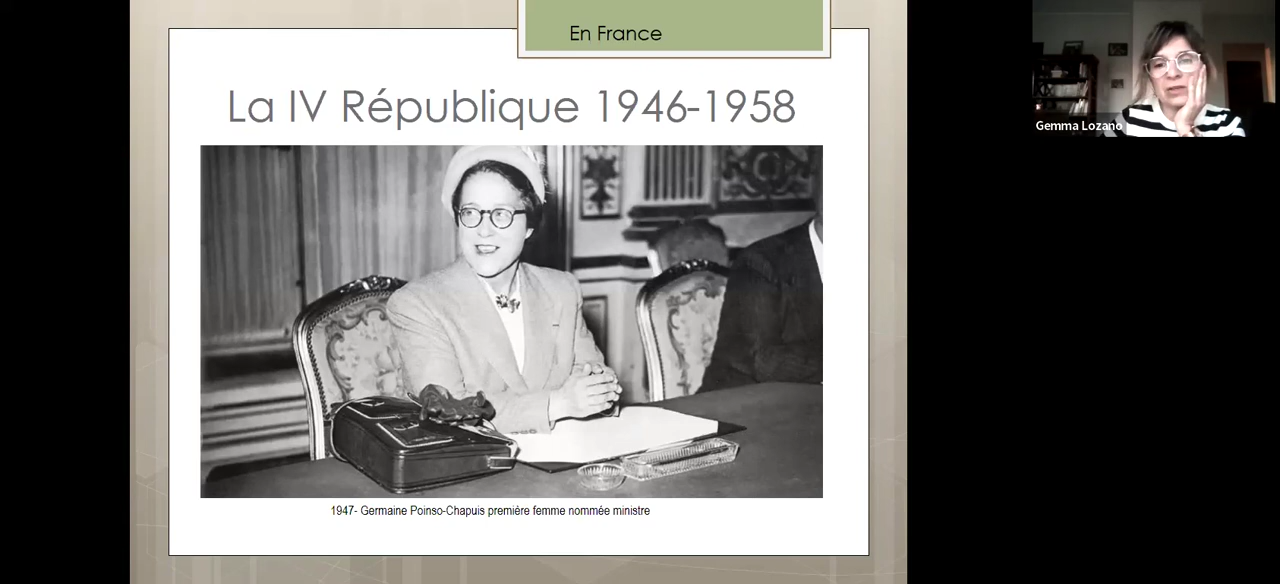 En France
La IV République 1946-1958
Gemma Lozano
1947- Germaine Poinso-Chapuis première femme nommée ministre